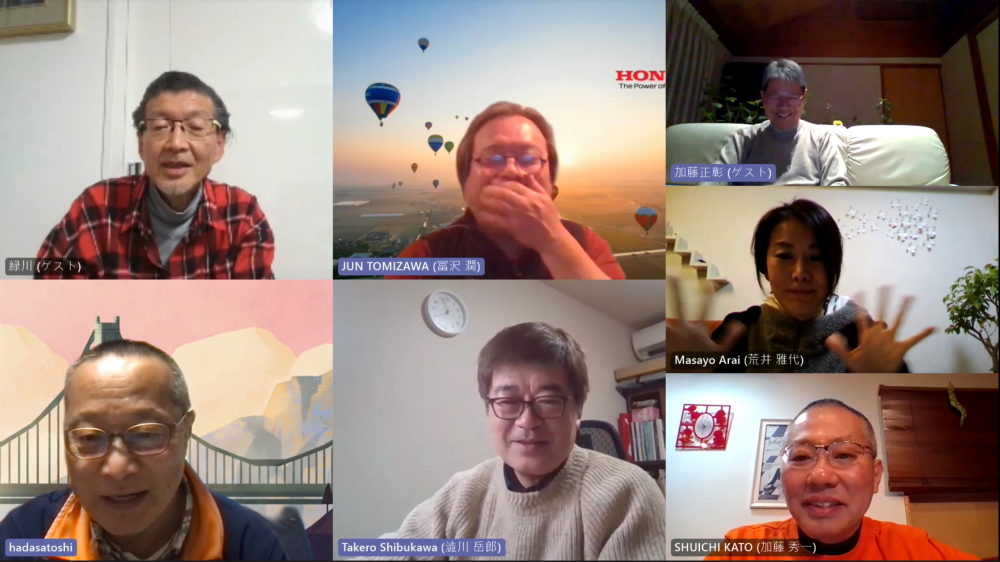 HON
The Power of
緑川 (ゲスト)
JUN TOMIZAWA (冨沢 潤)
加藤正彰 (ゲスト)
Masayo Arai (荒井 雅代)
hadasatoshi
Takero Shibukawa (澁川 岳郎)
SHUICHI KATO (加藤 秀一)